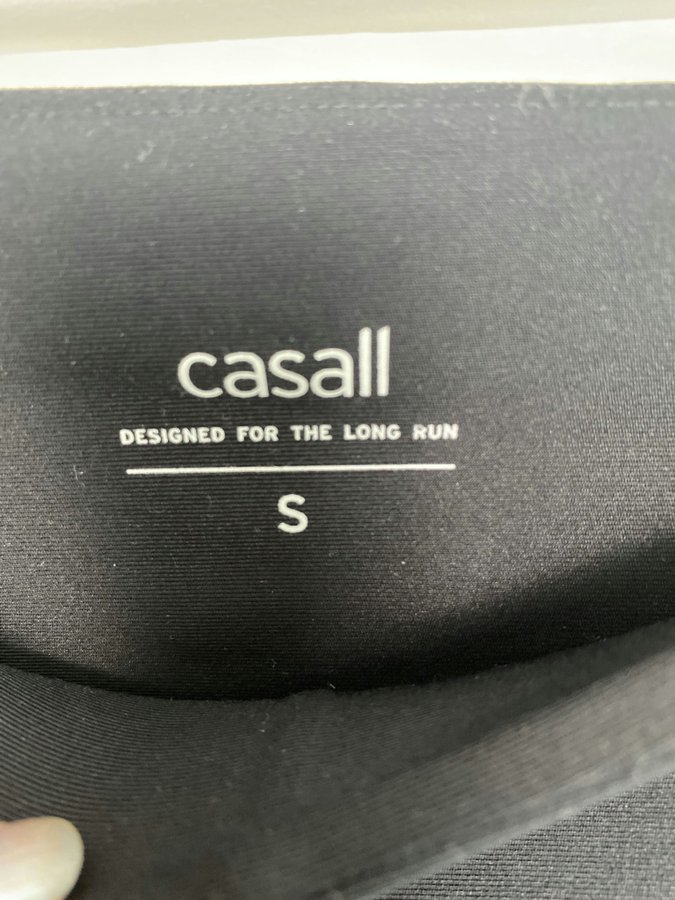 casall
DESIGNED FOR THE LONG RUN
S